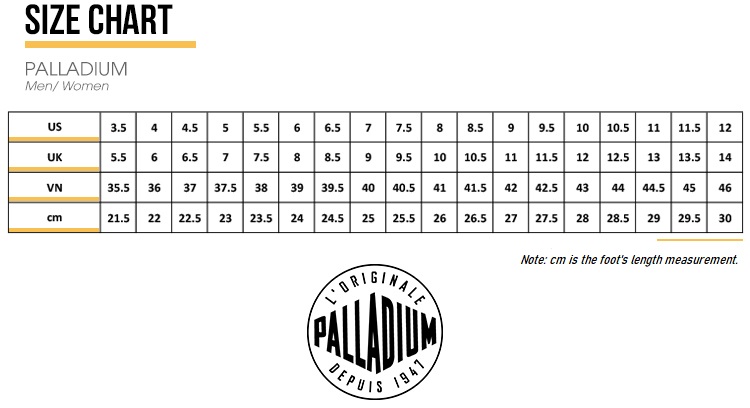 SIZE CHART
PALLADIUM
Men/ Women
US 3.5 4 4.5 5 5.5 6 6.5 7 7.5 8 8.5 9 9.5 10 10.5 11 11.5 12
UK 5.5 6 6.5 7 7.5 8 8.5 9 9.5 10 10.5 11 11.5 12 12.5 13 13.5 14
VN 35.5 36 37 37.5 38 39 39.5 40 40.5 41 41.5 42 42.5 43 44 44.5 45 46
cm 21.5 22 22.5 23 23.5 24 24.5 25 25.5 26 26.5 27 27.5 28 28.5 29 29.5 30
Note: cm is the foot's length measurement.
L'ORIGINALE
PALLADIUM
DEPUIS 1947